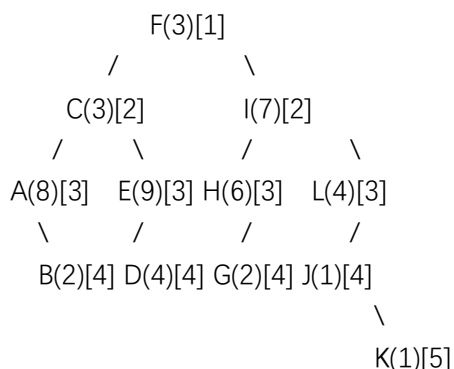 F(3)[1]
/ \
C(3)[2] I(7)[2]
/ \ / \
A(8)[3] E(9)[3] H(6)[3] L(4)[3]
\ / / /
B(2)[4] D(4)[4] G(2)[4] J(1)[4]
\
K(1)[5]